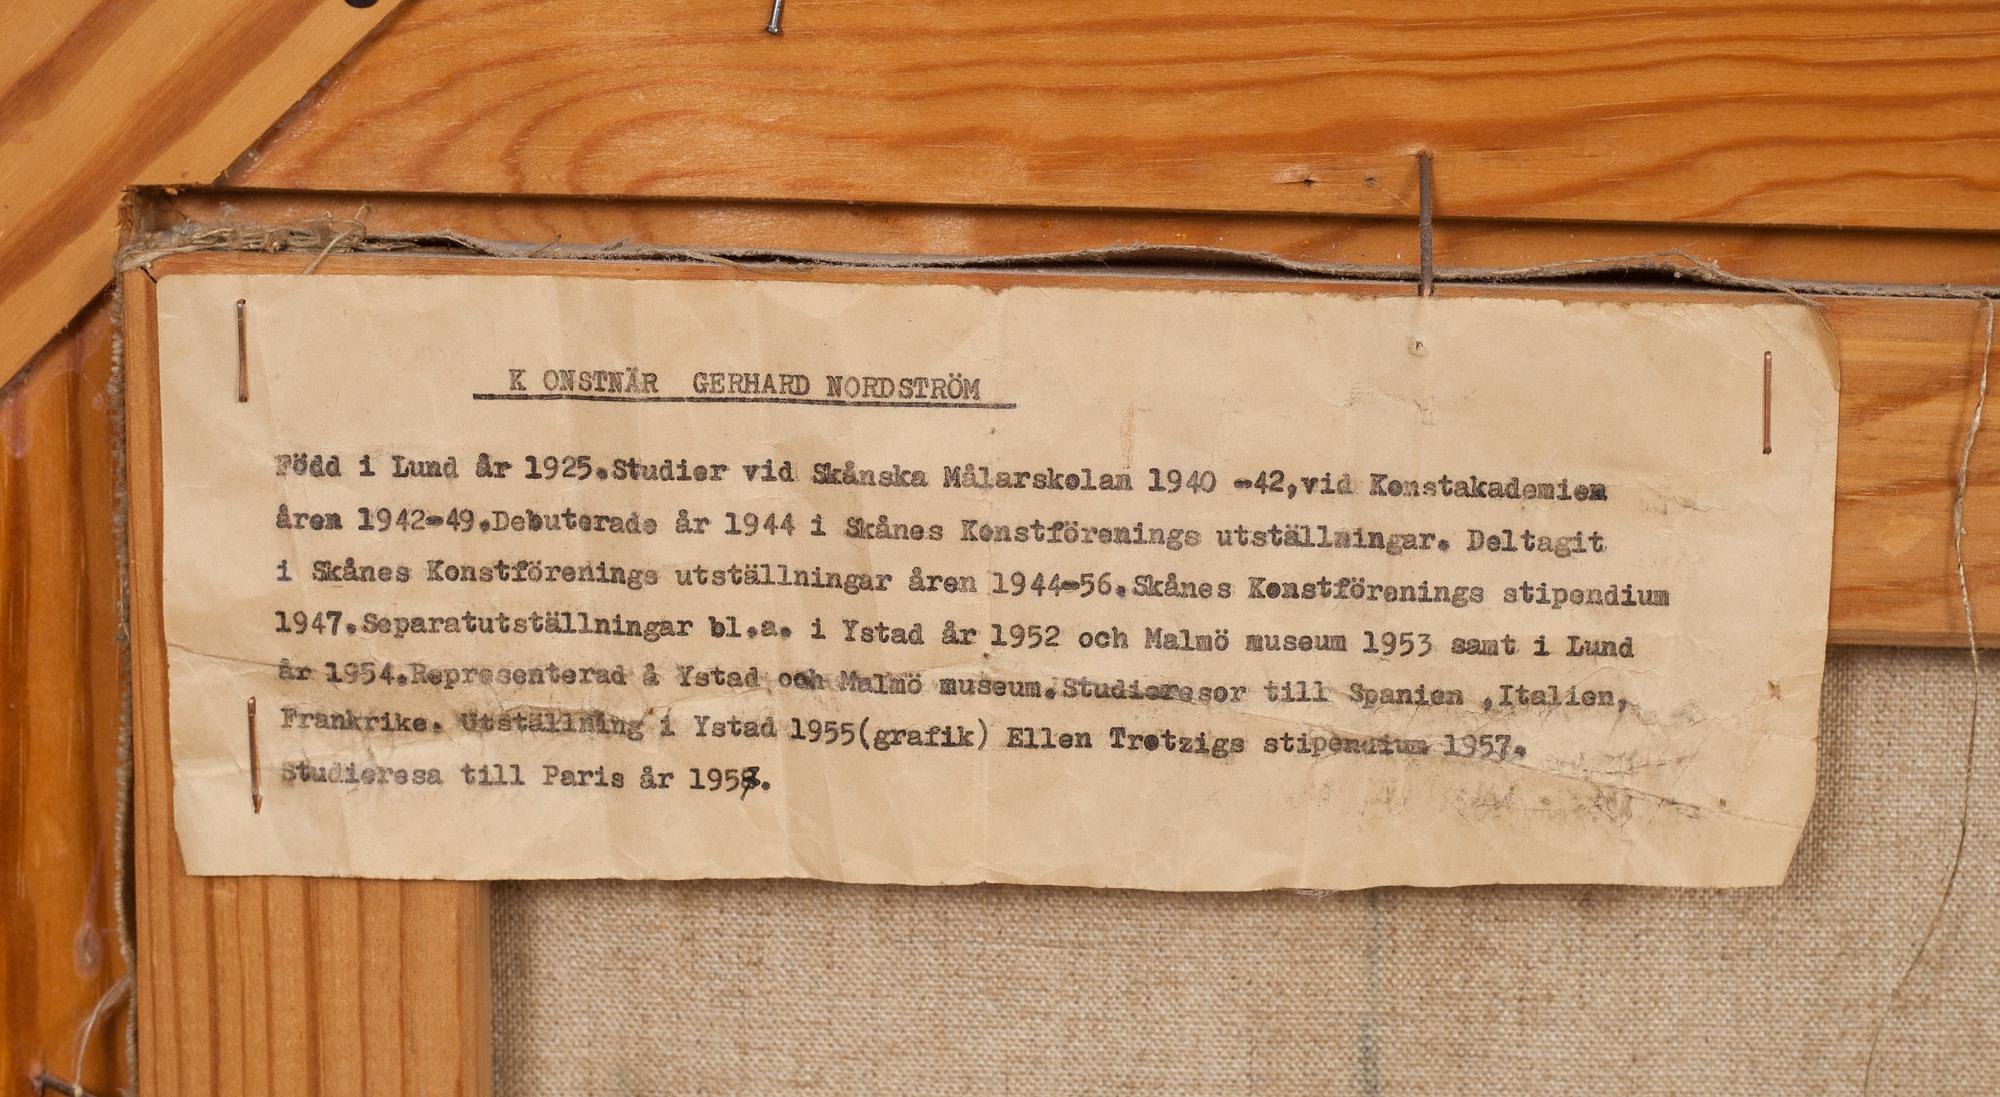 K ONSTNÄR  GERHARD NORDSTRÖM
Född i Lund år 1925.Studier vid Skånska Målarskolan 1940 -42,vid Konstakademien
åren 1942-49.Debuterade år 1944 i Skånes Konstförenings utställningar. Deltagit
i Skånes Konstförenings utställningar åren 1944-56.Skånes Konstförenings stipendium
1947.Separatutställningar bl.a. i Ystad år 1952 och Malmö museum 1953 samt i Lund
år 1954.Representerad å Ystad och Malmö museum.Studieresor till Spanien ,Italien,
Frankrike. Utställning i Ystad 1955(grafik) Ellen Trotzigs stipendium 1957.
Studieresa till Paris år